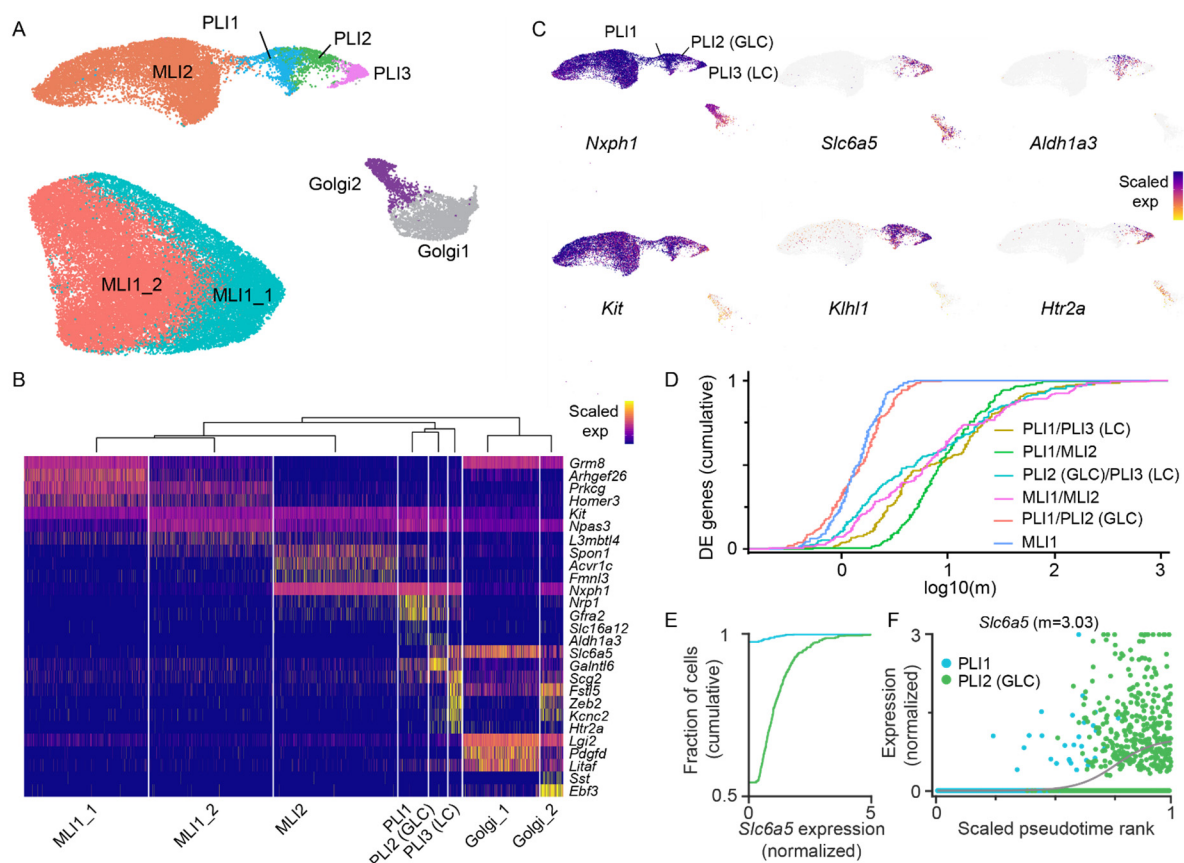 A
PLI1
PLI2
MLI2
PLI3
Golgi2
Golgi1
MLI1_2
MLI1_1
C
PLI1
PLI2 (GLC)
PLI3 (LC)
Nxph1
Slc6a5
Aldh1a3
Scaled
exp
Kit
Klhl1
Htr2a
B
Scaled
exp
Grm8
Arhgef26
Prkcg
Homer3
Kit
Npas3
L3mbtl4
Spon1
Acvr1c
Fmnl3
Nxph1
Nrp1
Gfra2
Slc16a12
Aldh1a3
Slc6a5
Galntl6
Scg2
Fstl5
Zeb2
Kcnc2
Htr2a
Lgi2
Pdgfd
Litaf
Sst
Ebf3
MLI1_1
MLI1_2
MLI2
PLI1
PLI2 (GLC)
PLI3 (LC)
Golgi_1
Golgi_2
D
DE genes (cumulative)
1
0
PLI1/PLI3 (LC)
PLI1/MLI2
PLI2 (GLC)/PLI3 (LC)
MLI1/MLI2
PLI1/PLI2 (GLC)
MLI1
0 1 2 3
log10(m)
E
Fraction of cells
(cumulative)
1
0.5
0 5
Slc6a5 expression
(normalized)
F
Slc6a5 (m=3.03)
Expression
(normalized)
3
0
PLI1
PLI2 (GLC)
0 1
Scaled pseudotime rank